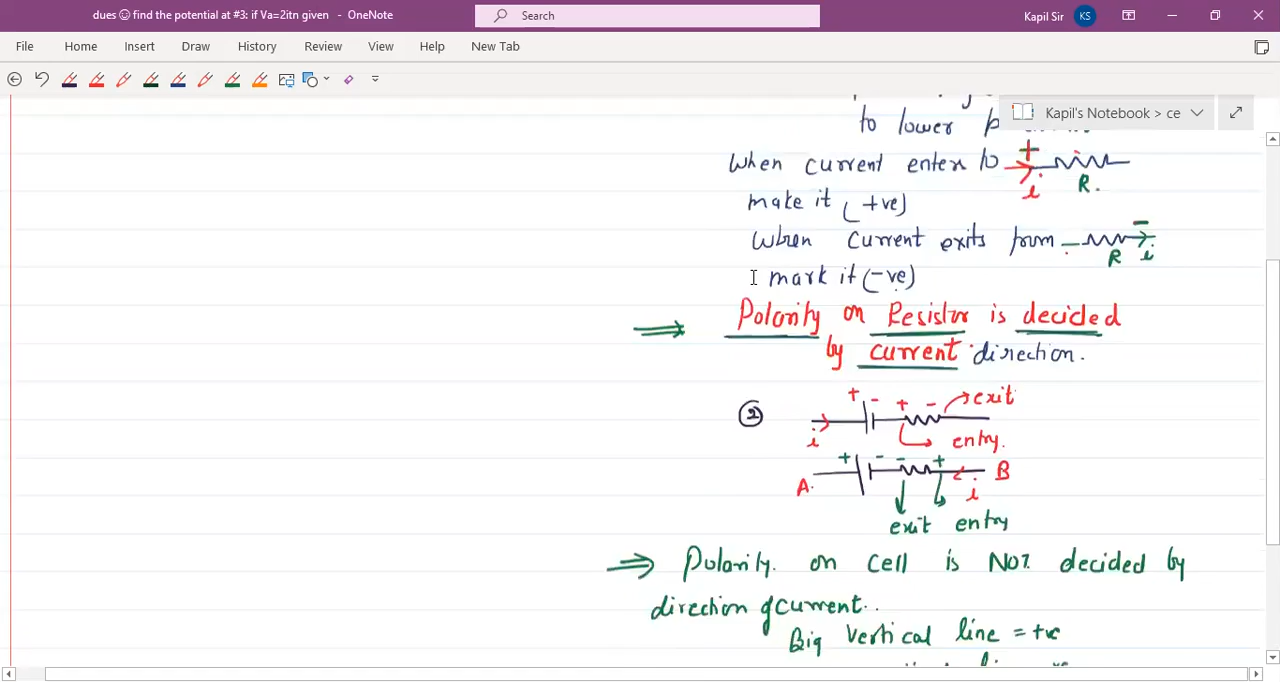 dues ☺ find the potential at #3: if Va=2itn given - OneNote
Search
Kapil Sir KS
File Home Insert Draw History Review View Help New Tab
Kapil's Notebook > ce
to lower
When current enters to + i R.
make it (+ve)
When current exits from - R i
mark it (-ve)
⇒ Polarity on Resistor is decided
by current direction.
② + - + - exit
i entry.
+ - - +
A. i B
exit entry
⇒ Polarity on cell is NOT decided by
direction of current..
Big vertical line = +ve